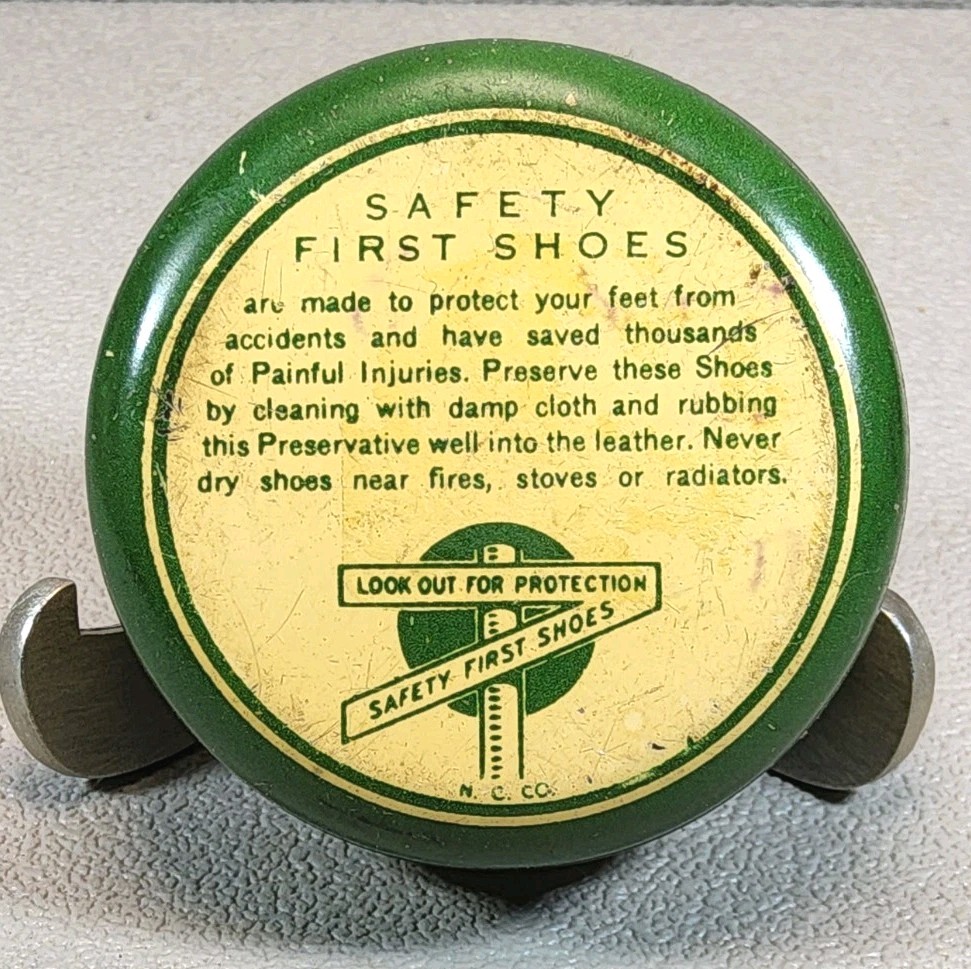 SAFETY
FIRST SHOES
are made to protect your feet from
accidents and have saved thousands
of Painful Injuries. Preserve these Shoes
by cleaning with damp cloth and rubbing
this Preservative well into the leather. Never
dry shoes near fires, stoves or radiators.
LOOK OUT FOR PROTECTION
SAFETY FIRST SHOES
N. C. CO.